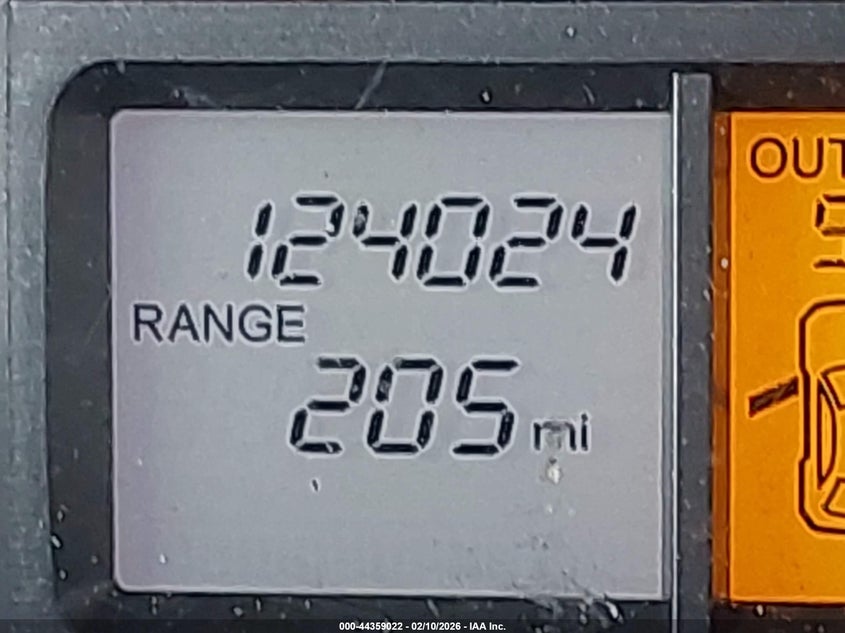 124024
RANGE
205 mi
OUT
000-44359022 - 02/10/2026 - IAA Inc.